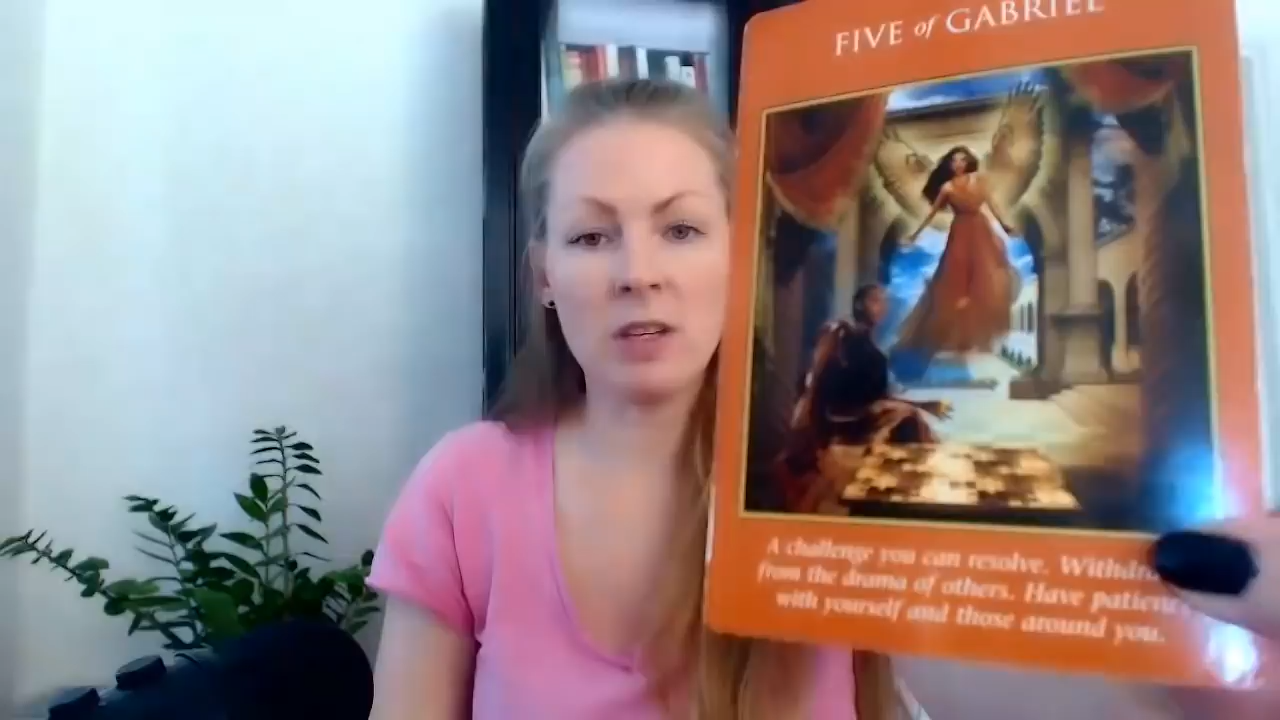 FIVE of GABRIEL
A challenge you can resolve.
from the drama of others. Have
with yourself and those around you.